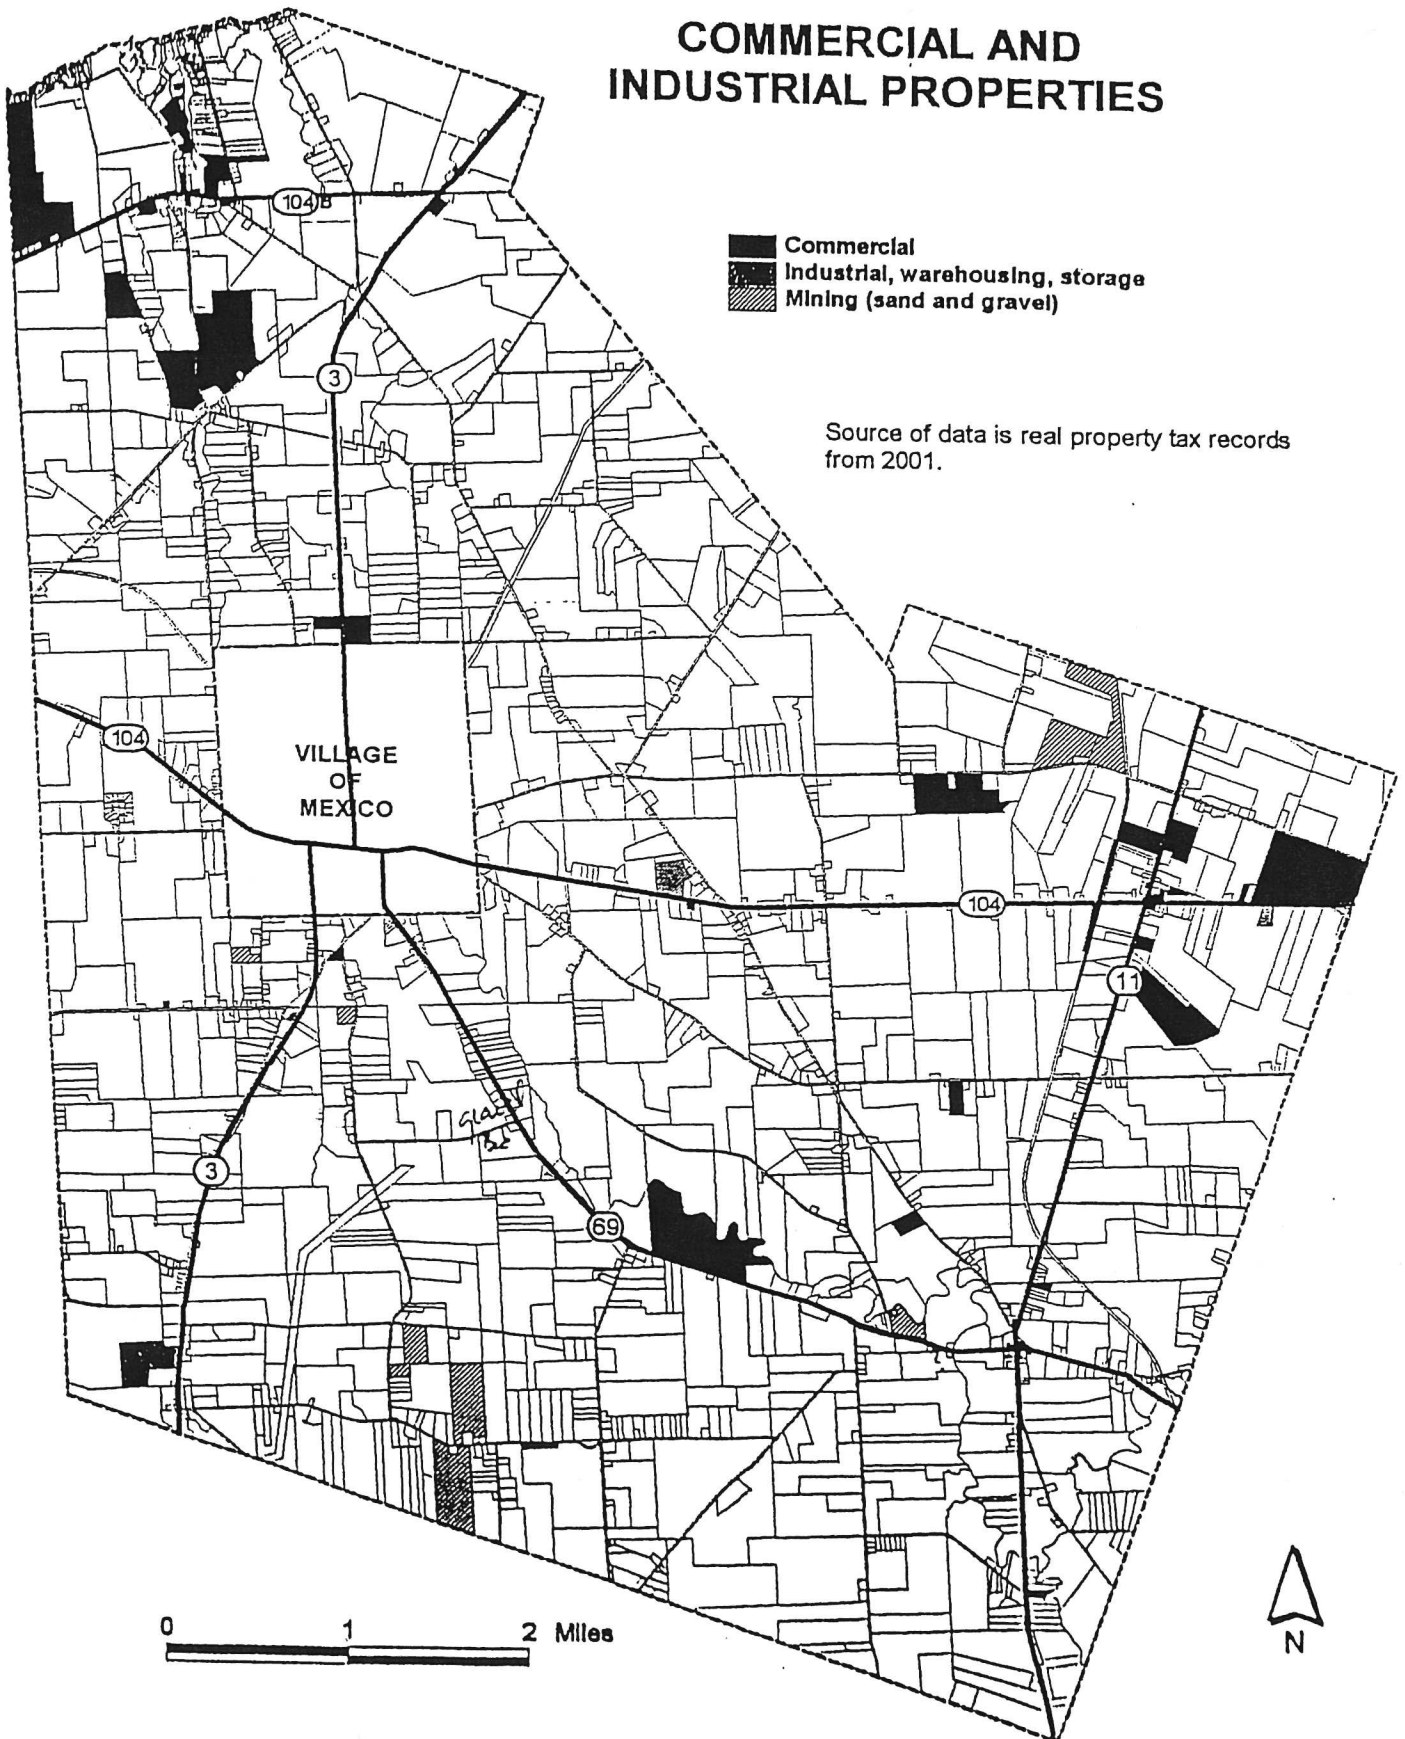 COMMERCIAL AND
INDUSTRIAL PROPERTIES
104
Commercial
Industrial, warehousing, storage
Mining (sand and gravel)
3
Source of data is real property tax records
from 2001.
104
VILLAGE
OF
MEXICO
104
11
3
69
0 1 2 Miles
N